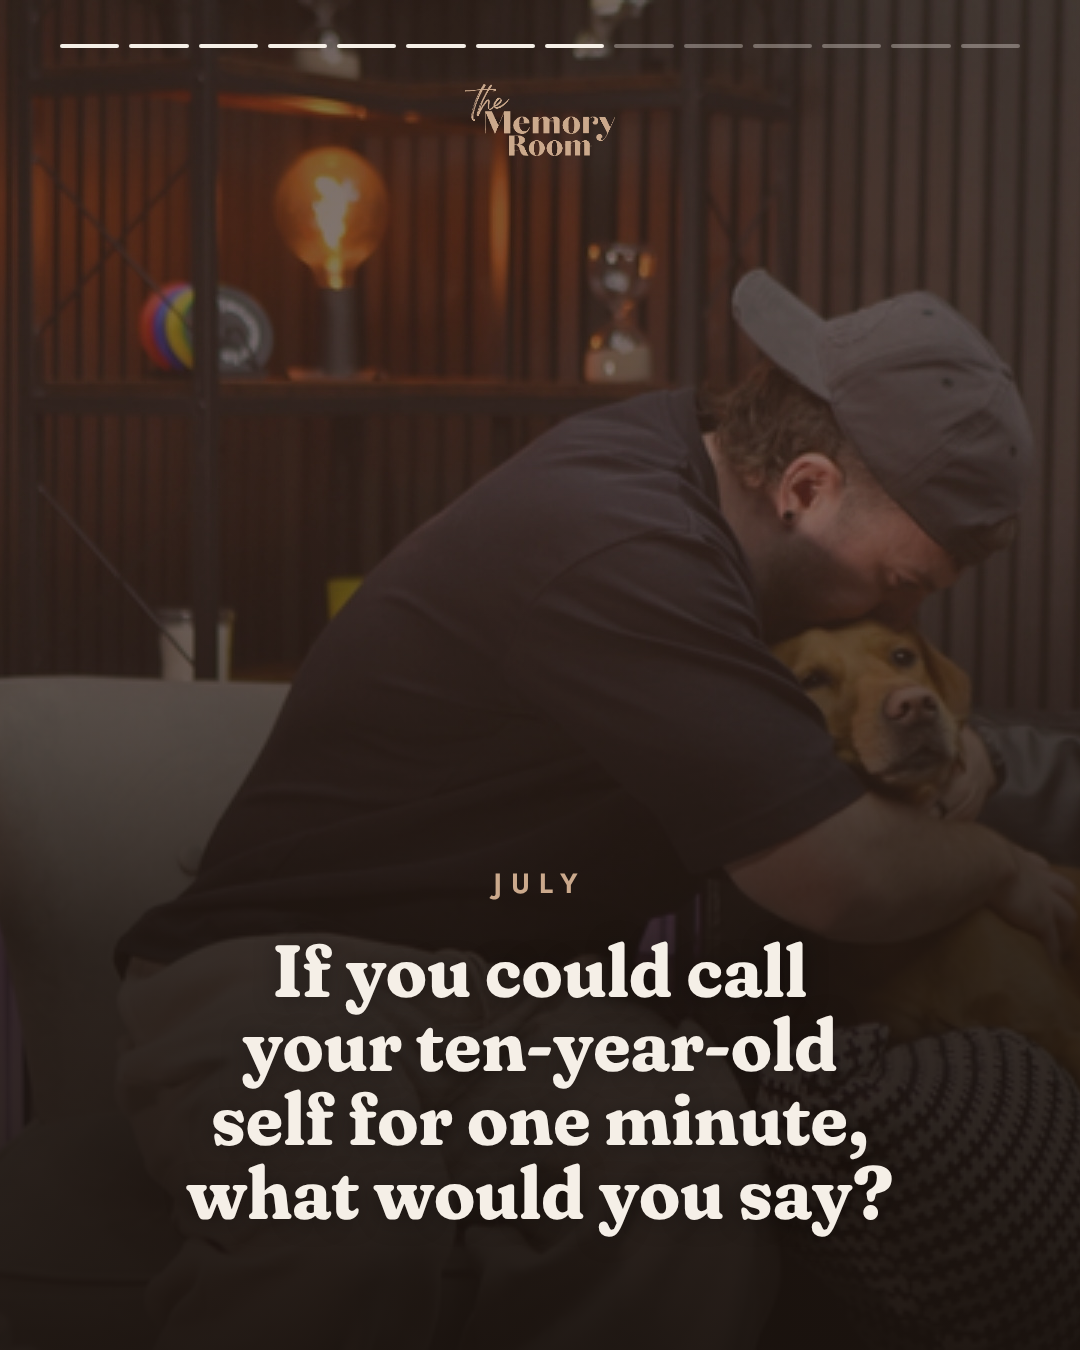 the
Memory
Room
JULY
If you could call
your ten-year-old
self for one minute,
what would you say?